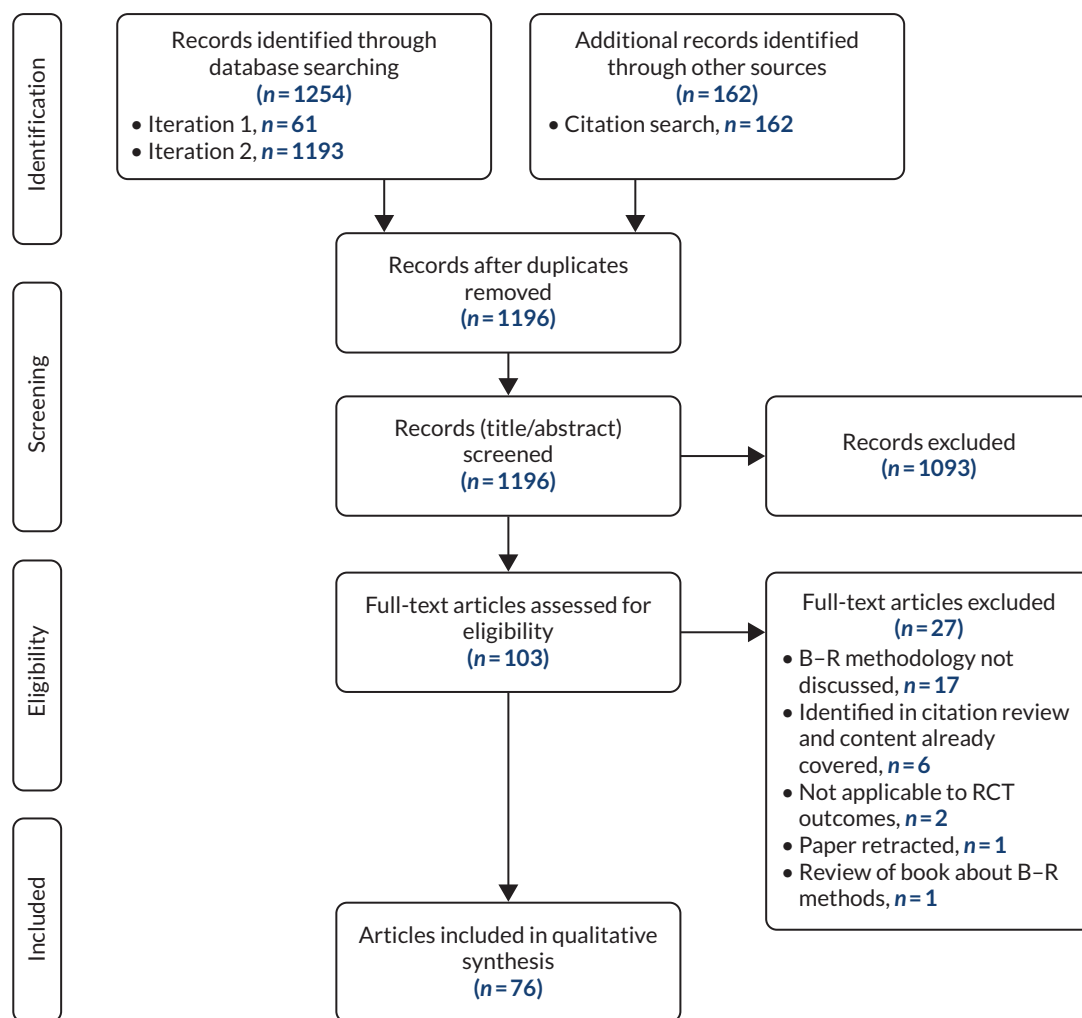 Identification
Records identified through
database searching
(n = 1254)
• Iteration 1, n = 61
• Iteration 2, n = 1193
Additional records identified
through other sources
(n = 162)
• Citation search, n = 162
Records after duplicates
removed
(n = 1196)
Screening
Records (title/abstract)
screened
(n = 1196)
Records excluded
(n = 1093)
Eligibility
Full-text articles assessed for
eligibility
(n = 103)
Full-text articles excluded
(n = 27)
• B–R methodology not
discussed, n = 17
• Identified in citation review
and content already
covered, n = 6
• Not applicable to RCT
outcomes, n = 2
• Paper retracted, n = 1
• Review of book about B–R
methods, n = 1
Included
Articles included in qualitative
synthesis
(n = 76)